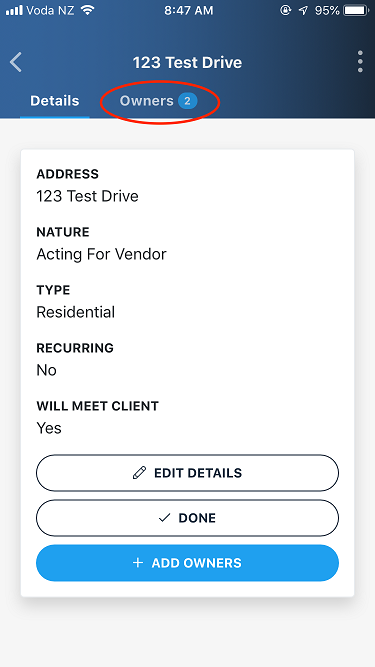 Voda NZ 8:47 AM 95%
123 Test Drive
Details Owners 2
ADDRESS
123 Test Drive
NATURE
Acting For Vendor
TYPE
Residential
RECURRING
No
WILL MEET CLIENT
Yes
EDIT DETAILS
DONE
ADD OWNERS